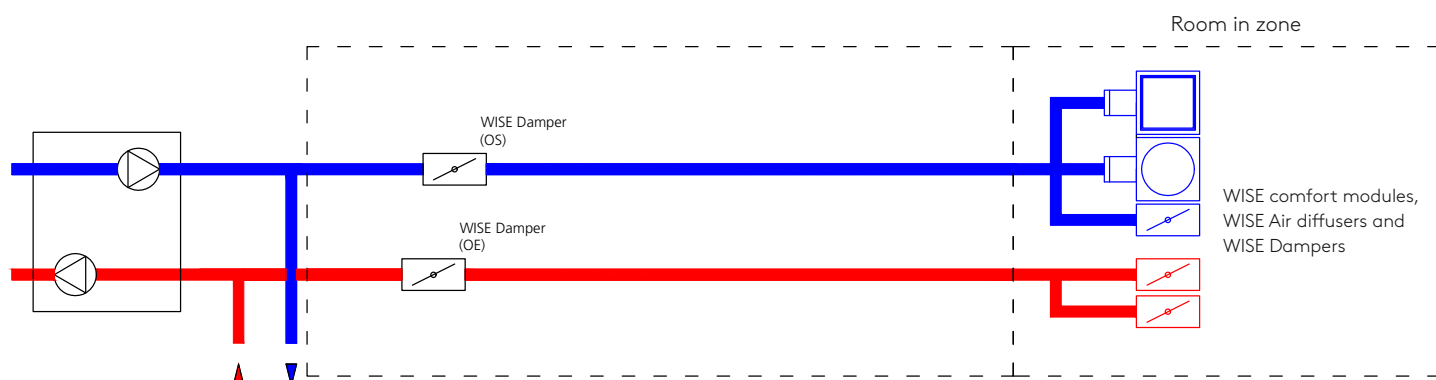 Room in zone
WISE Damper
(OS)
WISE comfort modules,
WISE Air diffusers and
WISE Dampers
WISE Damper
(OE)